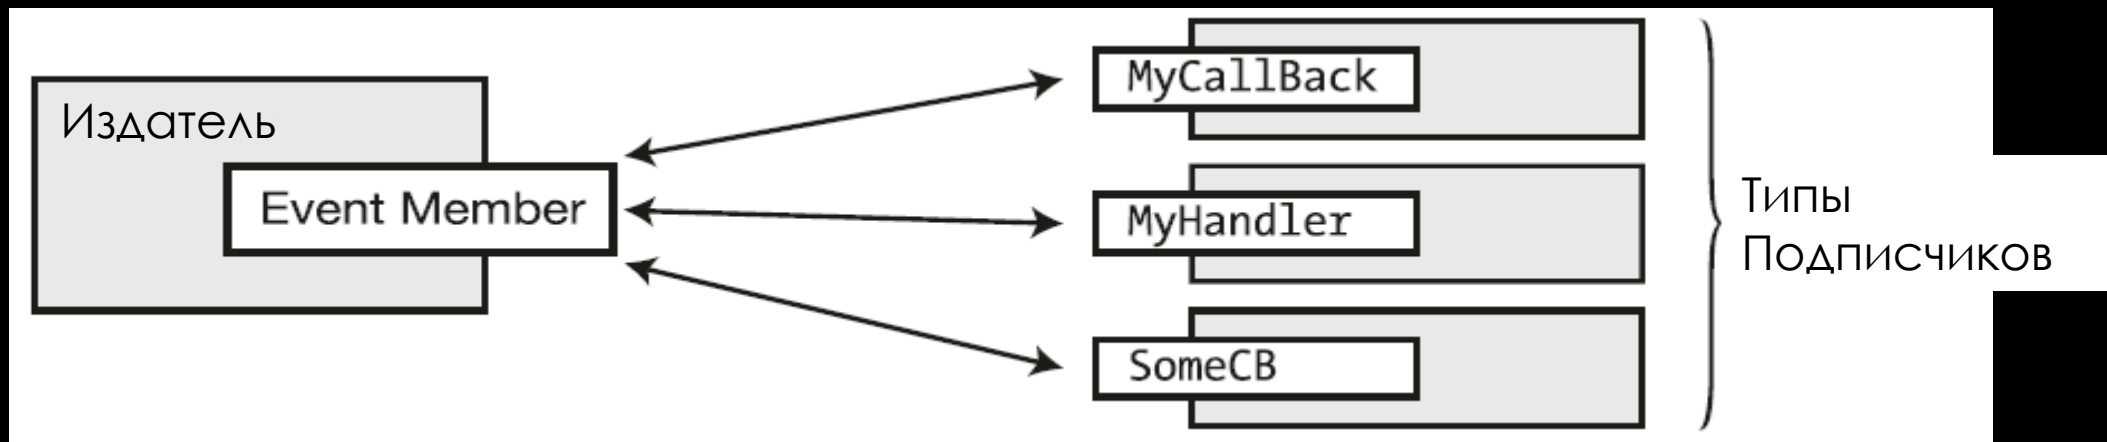 Издатель
Event Member
MyCallBack
MyHandler
SomeCB
Типы
Подписчиков